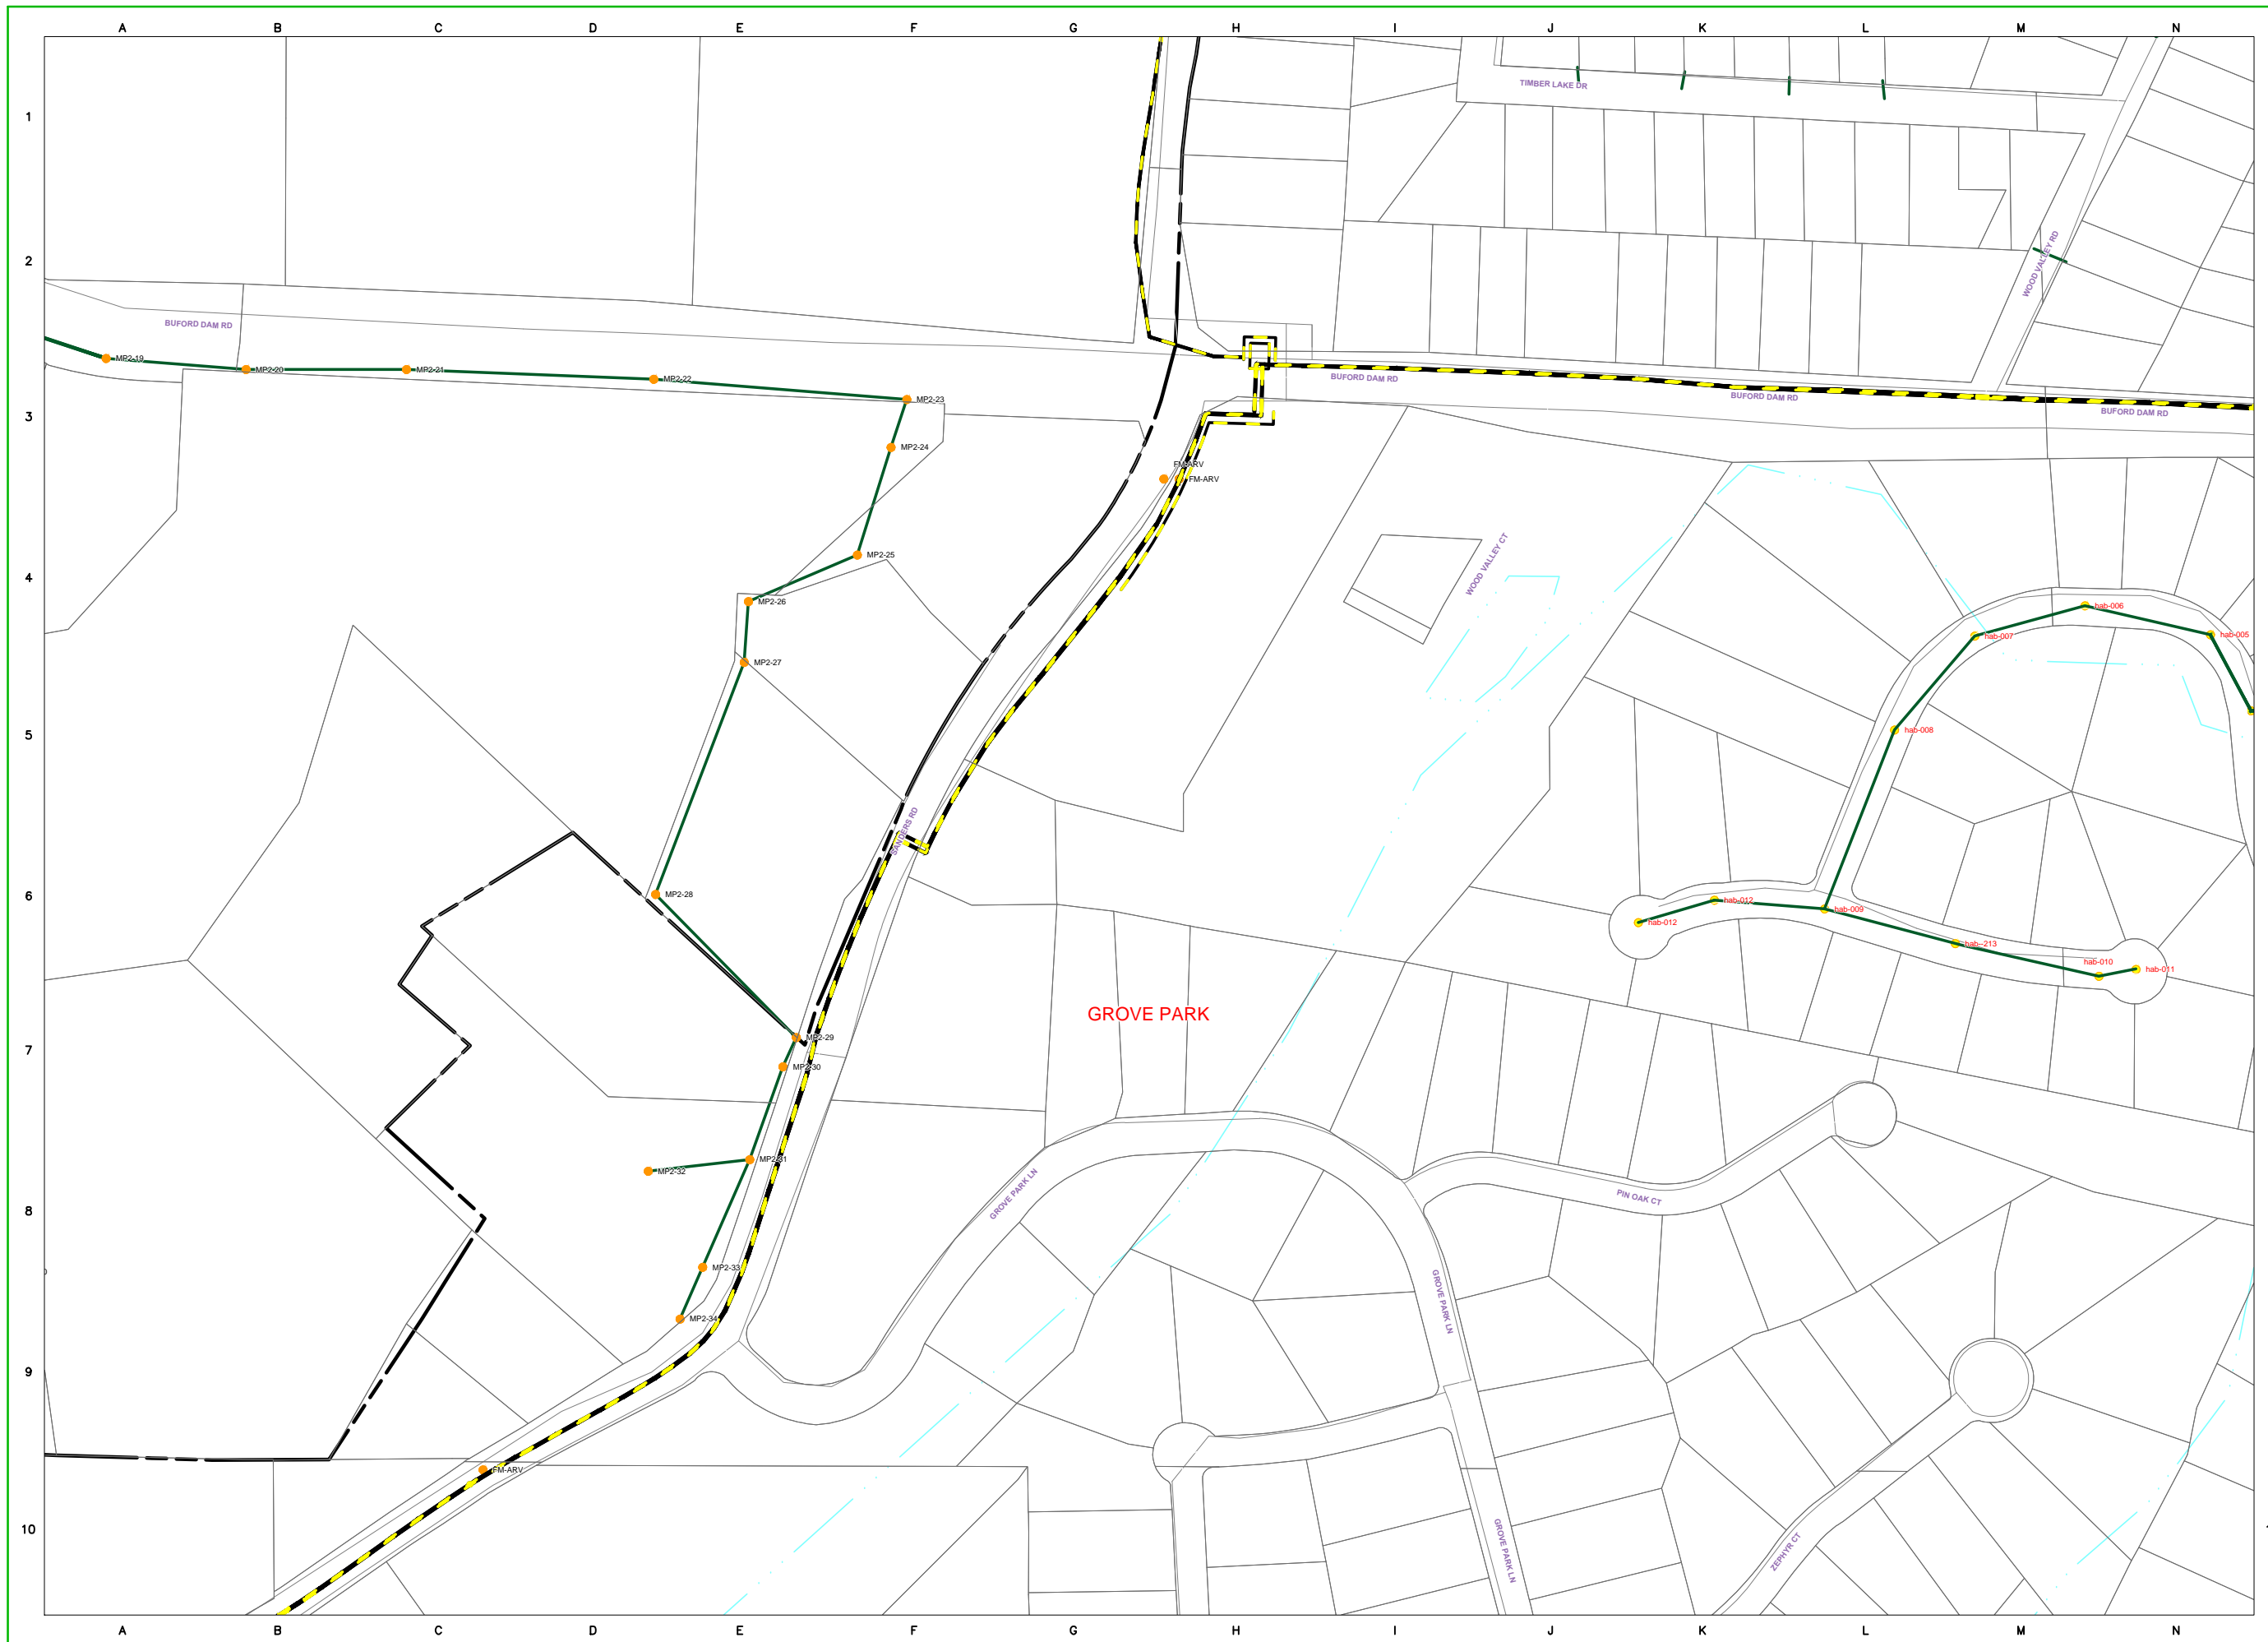 A B C D E F G H I J K L M N
TIMBER LAKE DR
1
2
WOOD VALLEY RD
BUFORD DAM RD
MP2-19
MP2-20
MP2-21
MP2-22
BUFORD DAM RD
BUFORD DAM RD
BUFORD DAM RD
MP2-23
3
MP2-24
FM-ARV
FM-ARV
MP2-25
WOOD VALLEY CT
4
MP2-26
hab-006
hab-007
hab-005
MP2-27
hab-008
5
SANDERS RD
6
MP2-28
hab-012
hab-012
hab-009
hab--213
hab-010
hab-011
GROVE PARK
MP2-29
7
MP2-30
MP2-31
MP2-32
GROVE PARK LN
PIN OAK CT
8
MP2-33
GROVE PARK LN
MP2-34
9
FM-ARV
10
GROVE PARK LN
ZEPHYR CT
A B C D E F G H I J K L M N